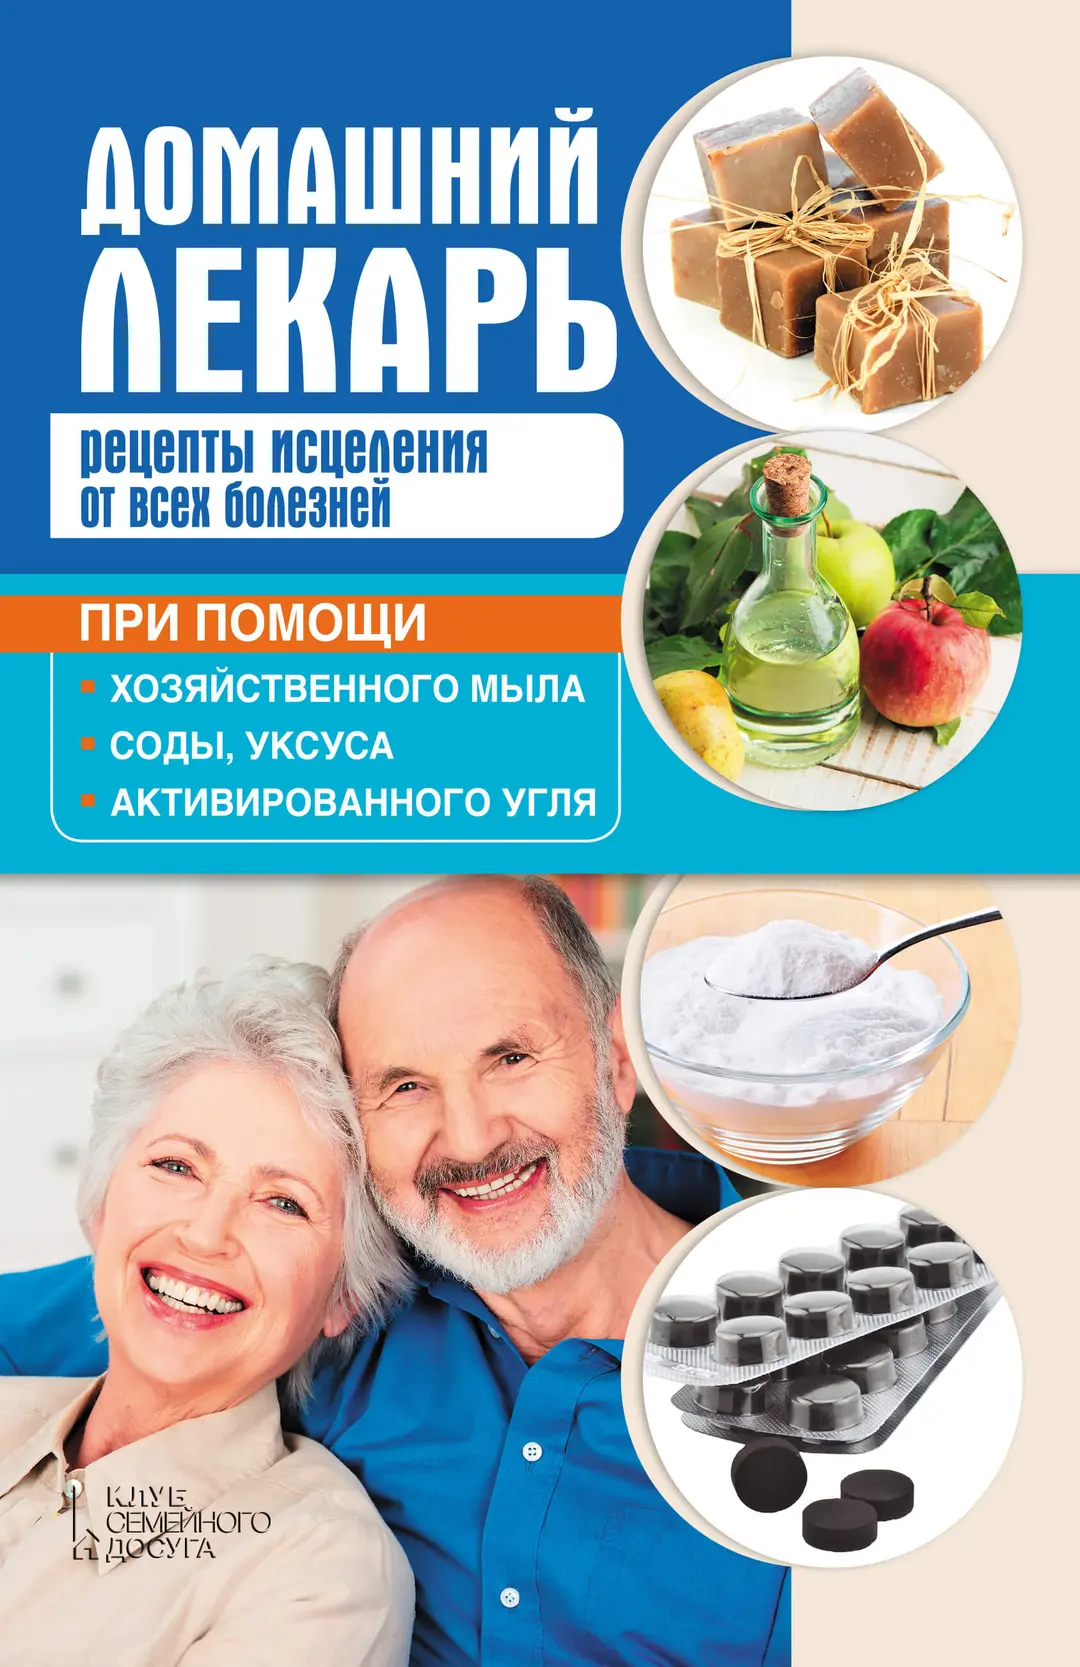 ДОМАШНИЙ
ЛЕКАРЬ
рецепты исцеления
от всех болезней
ПРИ ПОМОЩИ
▪ ХОЗЯЙСТВЕННОГО МЫЛА
▪ СОДЫ, УКСУСА
▪ АКТИВИРОВАННОГО УГЛЯ
КЛУБ
СЕМЕЙНОГО
ДОСУГА